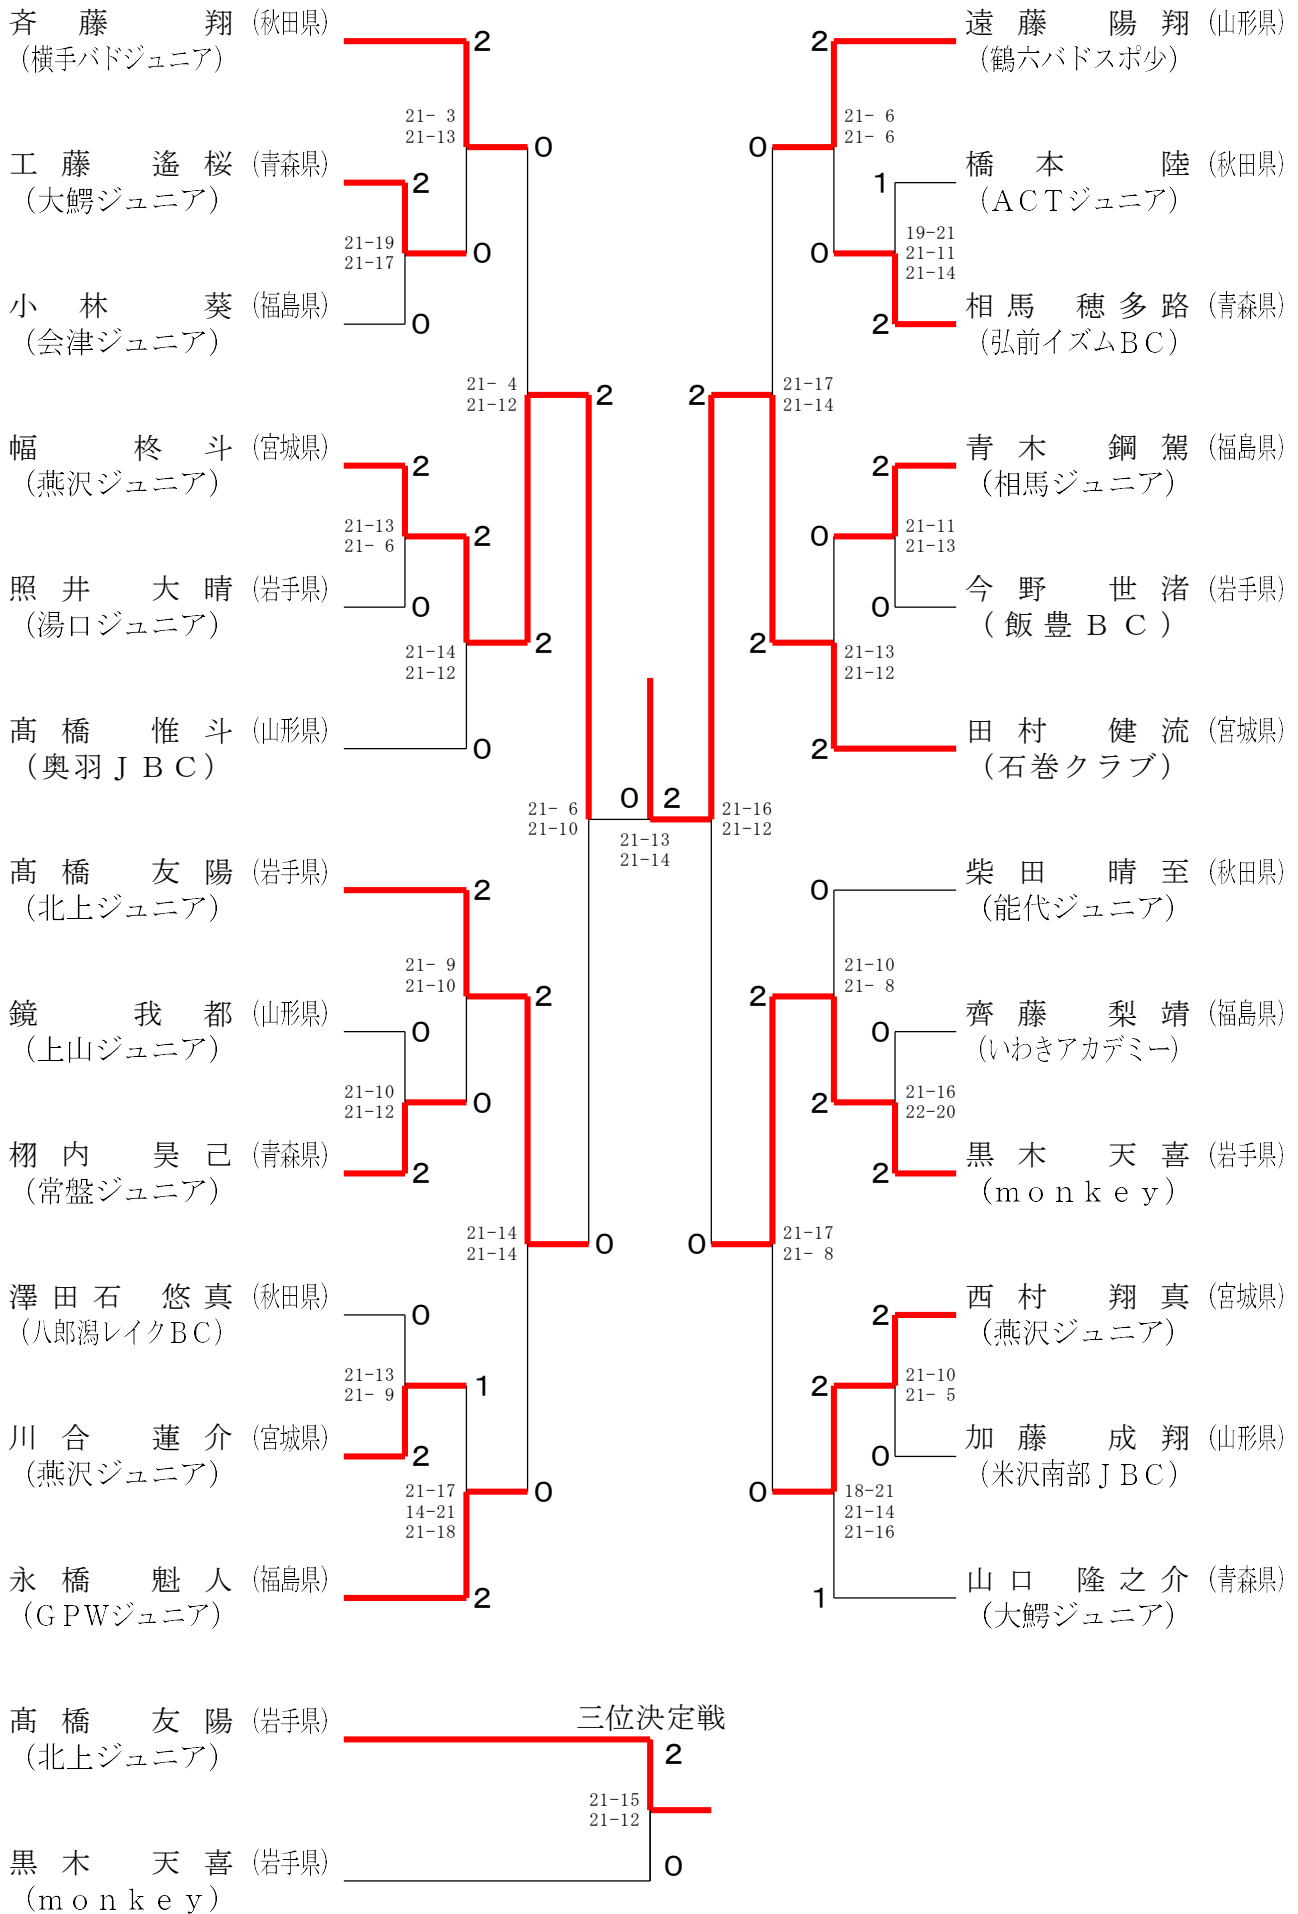 斉藤 翔 (秋田県)
(横手バドジュニア)
2
21- 3
21-13
0
工藤 遙桜 (青森県)
(大鰐ジュニア)
2
21-19
21-17
0
小林 葵 (福島県)
(会津ジュニア)
0
21- 4
21-12
2
幅 柊斗 (宮城県)
(燕沢ジュニア)
2
21-13
21- 6
2
照井 大晴 (岩手県)
(湯口ジュニア)
0
21-14
21-12
2
髙橋 惟斗 (山形県)
(奥羽JBC)
0
21- 6
21-10
髙橋 友陽 (岩手県)
(北上ジュニア)
2
21- 9
21-10
2
鏡 我都 (山形県)
(上山ジュニア)
0
21-10
21-12
0
栩内 昊己 (青森県)
(常盤ジュニア)
2
21-14
21-14
0
澤田石 悠真 (秋田県)
(八郎潟レイクBC)
0
21-13
21- 9
1
川合 蓮介 (宮城県)
(燕沢ジュニア)
2
21-17
14-21
21-18
0
永橋 魁人 (福島県)
(GPWジュニア)
2
0 2
21-13
21-14
遠藤 陽翔 (山形県)
(鶴六バドスポ少)
2
21- 6
21- 6
0
橋本 陸 (秋田県)
(ACTジュニア)
1
19-21
21-11
21-14
0
相馬 穂多路 (青森県)
(弘前イズムBC)
2
21-17
21-14
2
青木 鋼駕 (福島県)
(相馬ジュニア)
2
21-11
21-13
0
今野 世渚 (岩手県)
(飯豊BC)
0
21-13
21-12
2
田村 健流 (宮城県)
(石巻クラブ)
2
21-16
21-12
柴田 晴至 (秋田県)
(能代ジュニア)
0
21-10
21- 8
2
齊藤 梨靖 (福島県)
(いわきアカデミー)
0
21-16
22-20
2
黒木 天喜 (岩手県)
(monkey)
2
21-17
21- 8
0
西村 翔真 (宮城県)
(燕沢ジュニア)
2
21-10
21- 5
2
加藤 成翔 (山形県)
(米沢南部JBC)
0
18-21
21-14
21-16
0
山口 隆之介 (青森県)
(大鰐ジュニア)
1
三位決定戦
髙橋 友陽 (岩手県)
(北上ジュニア)
2
21-15
21-12
黒木 天喜 (岩手県)
(monkey)
0